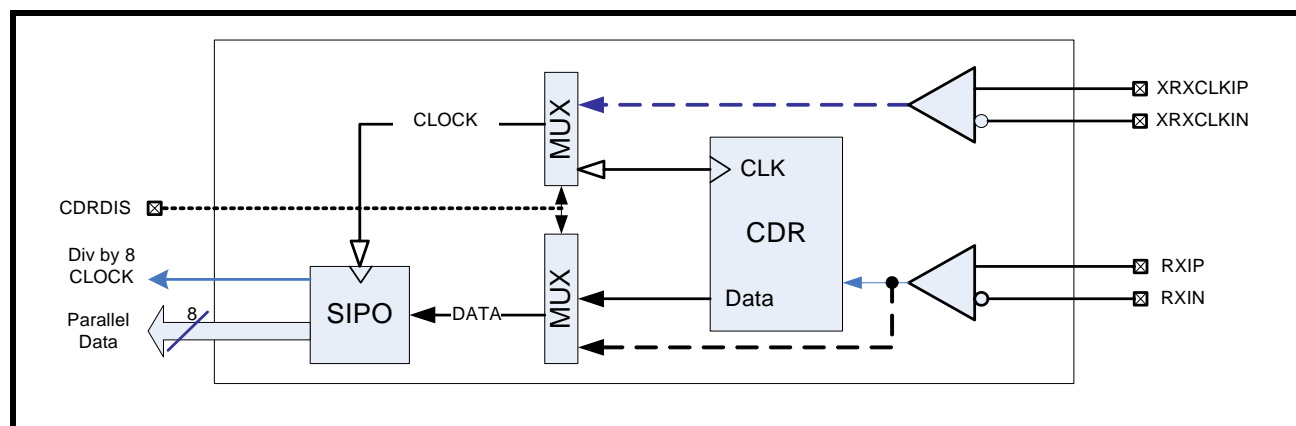 XRXCLKIP
CLOCK
MUX
XRXCLKIN
CLK
CDRDIS
CDR
Div by 8
CLOCK
RXIP
Data
RXIN
SIPO
DATA
MUX
8
Parallel
Data